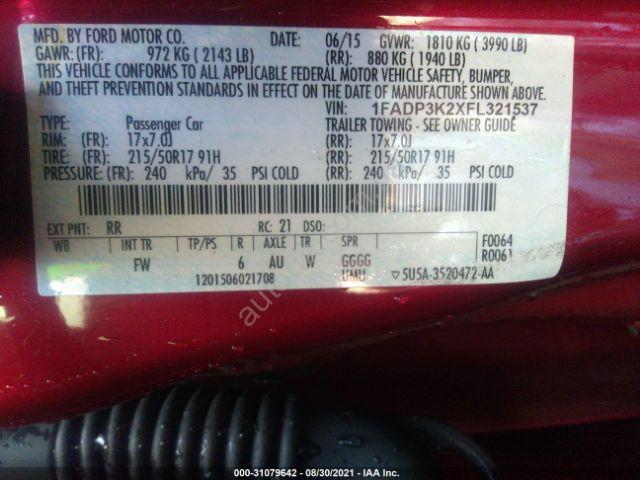 MFD. BY FORD MOTOR CO. DATE: 06/15 GVWR: 1810 KG ( 3990 LB)
GAWR: (FR): 972 KG ( 2143 LB) (RR): 880 KG ( 1940 LB)
THIS VEHICLE CONFORMS TO ALL APPLICABLE FEDERAL MOTOR VEHICLE SAFETY, BUMPER,
AND THEFT PREVENTION STANDARDS IN EFFECT ON THE DATE OF MANUFACTURE SHOWN ABOVE.
VIN: 1FADP3K2XFL321537
TYPE: Passenger Car TRAILER TOWING - SEE OWNER GUIDE
RIM: (FR): 17x7.0J (RR): 17x7.0J
TIRE: (FR): 215/50R17 91H (RR): 215/50R17 91H
PRESSURE: (FR): 240 kPa/ 35 PSI COLD (RR): 240 kPa/ 35 PSI COLD
EXT PNT: RR RC: 21 DSO:
WB INT TR TP/PS R AXLE TR SPR F0064
FW 6 AU W GGGG R0061
1201506021708 UMU ▽5U5A-3520472-AA
000-31079642 - 08/30/2021 - IAA Inc.